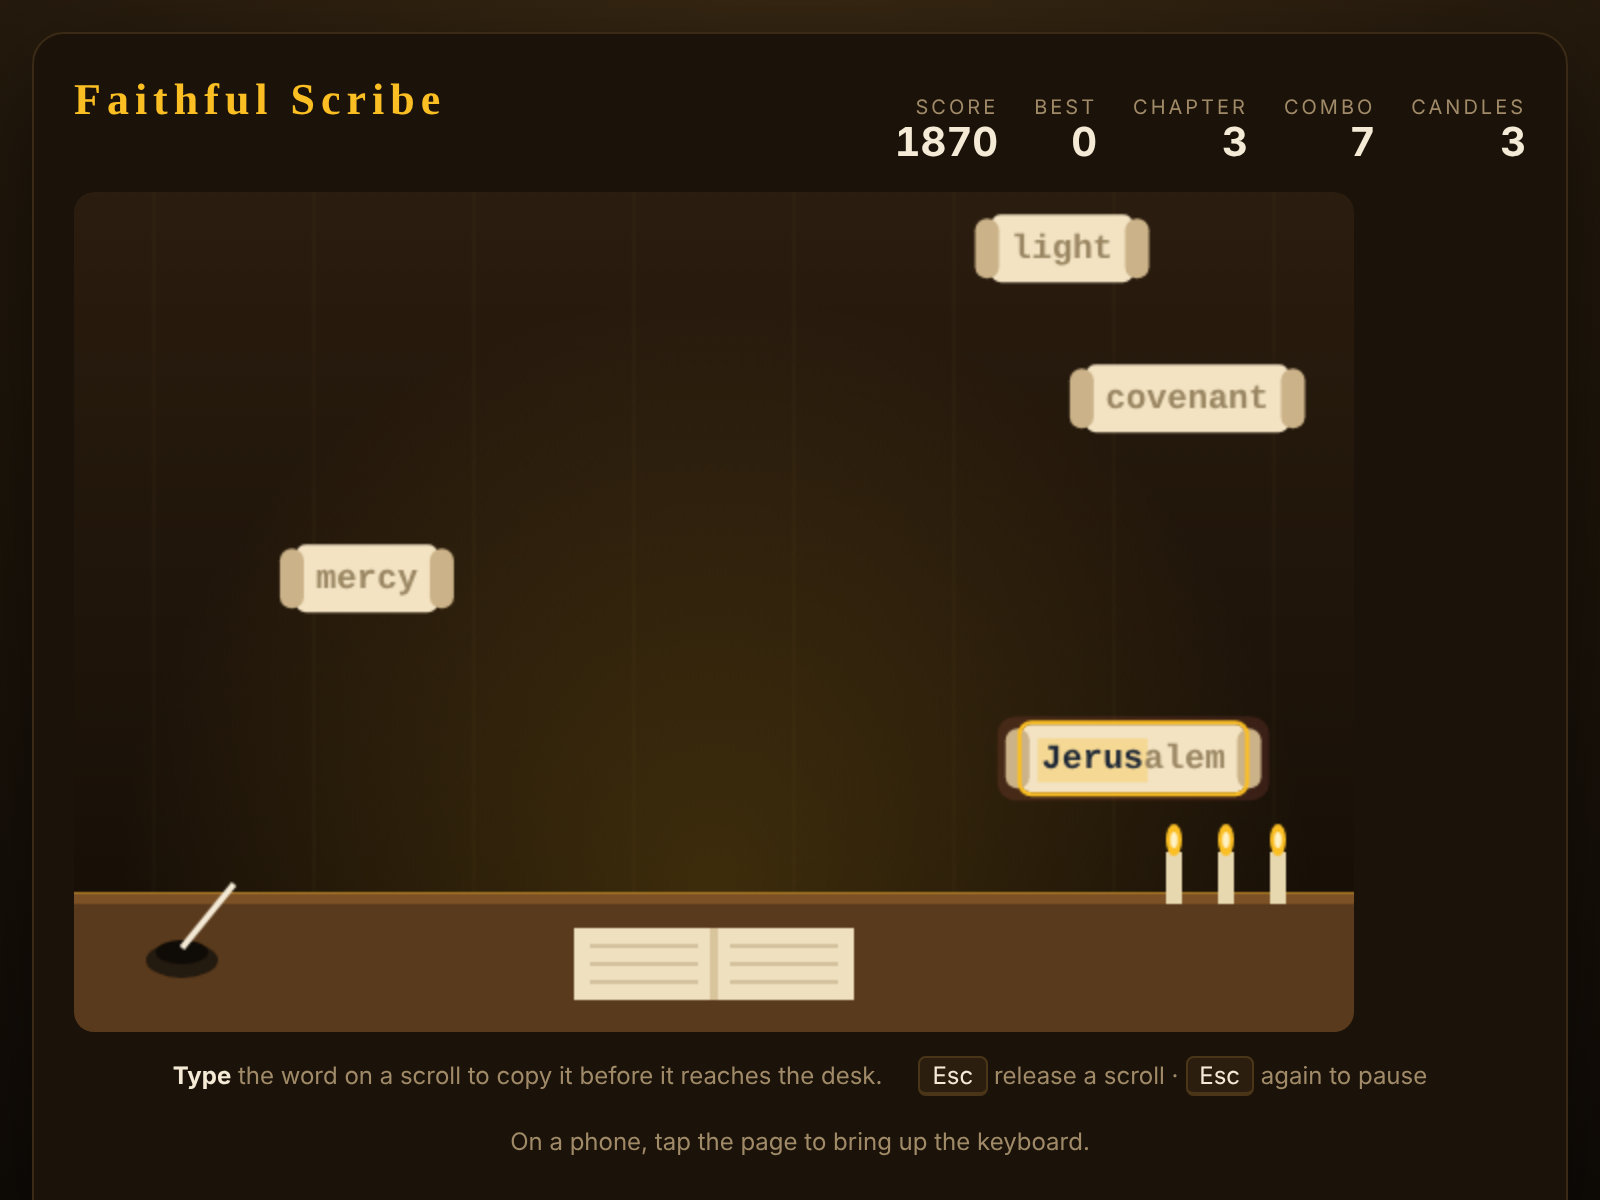 Faithful Scribe
SCORE BEST CHAPTER COMBO CANDLES
1870 0 3 7 3
light
covenant
mercy
Jerusalem
Type the word on a scroll to copy it before it reaches the desk. Esc release a scroll · Esc again to pause
On a phone, tap the page to bring up the keyboard.